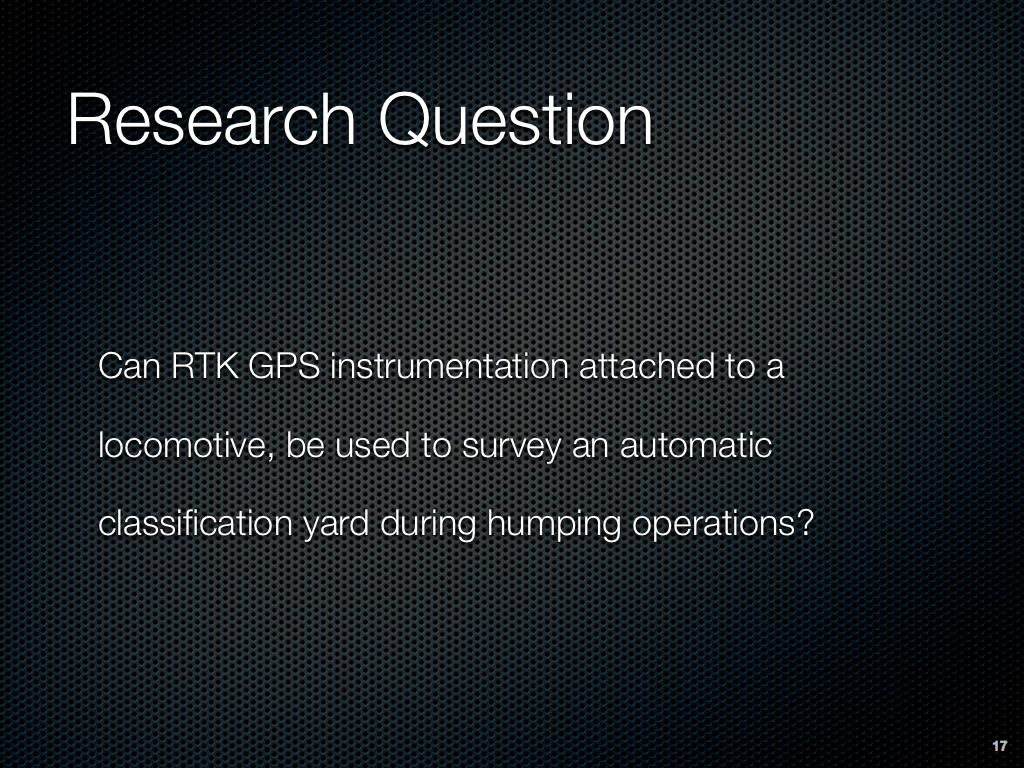 Research Question
Can RTK GPS instrumentation attached to a
locomotive, be used to survey an automatic
classification yard during humping operations?
17